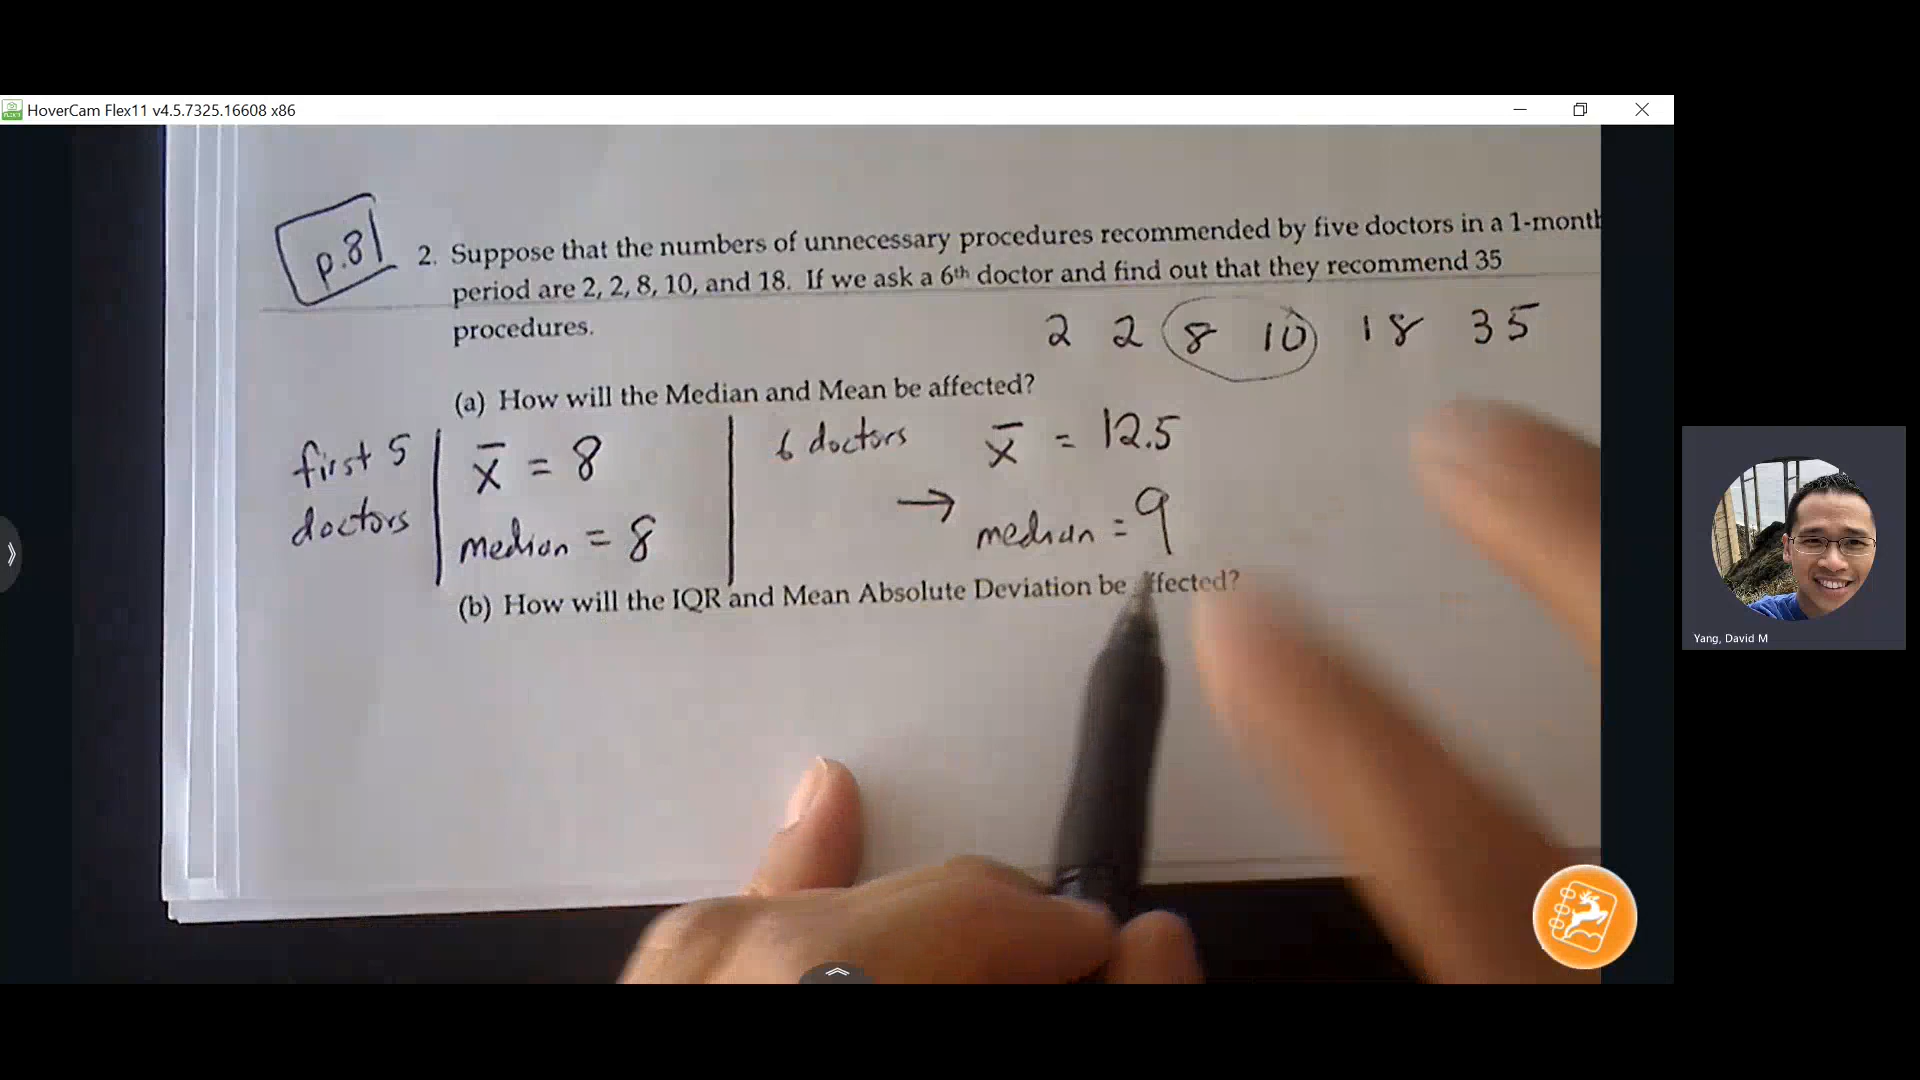 HoverCam Flex11 v4.5.7325.16608 x86
p.81
2. Suppose that the numbers of unnecessary procedures recommended by five doctors in a 1-month
period are 2, 2, 8, 10, and 18. If we ask a 6th doctor and find out that they recommend 35
procedures.
2 2 8 10 18 35
(a) How will the Median and Mean be affected?
first 5
doctors
x̄ = 8
median = 8
6 doctors x̄ = 12.5
→ median = 9
(b) How will the IQR and Mean Absolute Deviation be affected?
Yang, David M